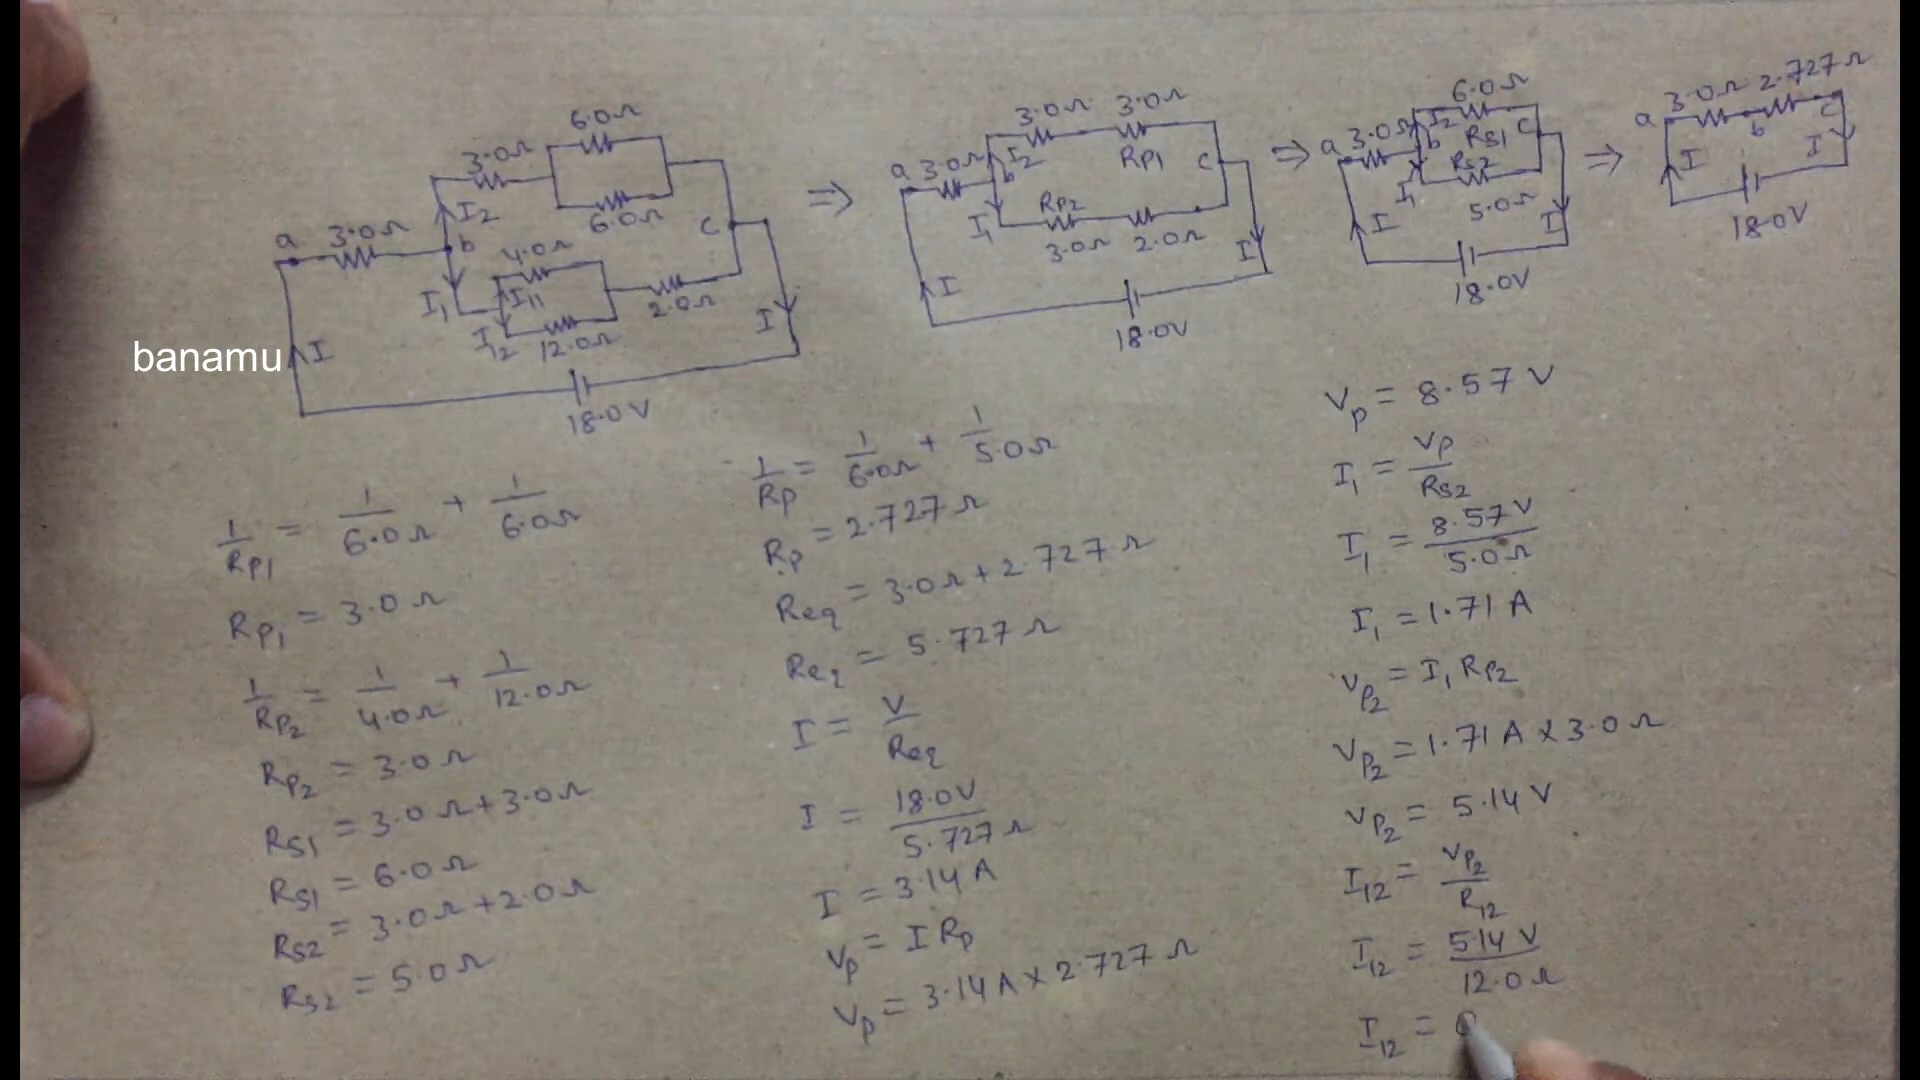 6.0Ω
3.0Ω
I2
6.0Ω
a 3.0Ω b
4.0Ω
C
I1 I11
2.0Ω
I12 12.0Ω
I
I
18.0V
⇒
3.0Ω 3.0Ω
a 3.0Ω b I2
RP1
C
I1 RP2
3.0Ω 2.0Ω
I
I
18.0V
⇒
6.0Ω
a 3.0Ω b I2
RS1 C
RS2
I1
5.0Ω
I
I
18.0V
⇒
3.0Ω 2.727Ω
a b C
I
I
18.0V
banamu
1/RP1 = 1/6.0Ω + 1/6.0Ω
RP1 = 3.0Ω
1/RP2 = 1/4.0Ω + 1/12.0Ω
RP2 = 3.0Ω
RS1 = 3.0Ω+3.0Ω
RS1 = 6.0Ω
RS2 = 3.0Ω+2.0Ω
RS2 = 5.0Ω
1/RP = 1/6.0Ω + 1/5.0Ω
RP = 2.727Ω
Req = 3.0Ω+2.727Ω
Req = 5.727Ω
I = V/Req
I = 18.0V/5.727Ω
I = 3.14A
VP = I RP
VP = 3.14A×2.727Ω
VP = 8.57V
I1 = VP/RS2
I1 = 8.57V/5.0Ω
I1 = 1.71A
VP2 = I1 RP2
VP2 = 1.71A×3.0Ω
VP2 = 5.14V
I12 = VP2/R12
I12 = 5.14V/12.0Ω
I12 =